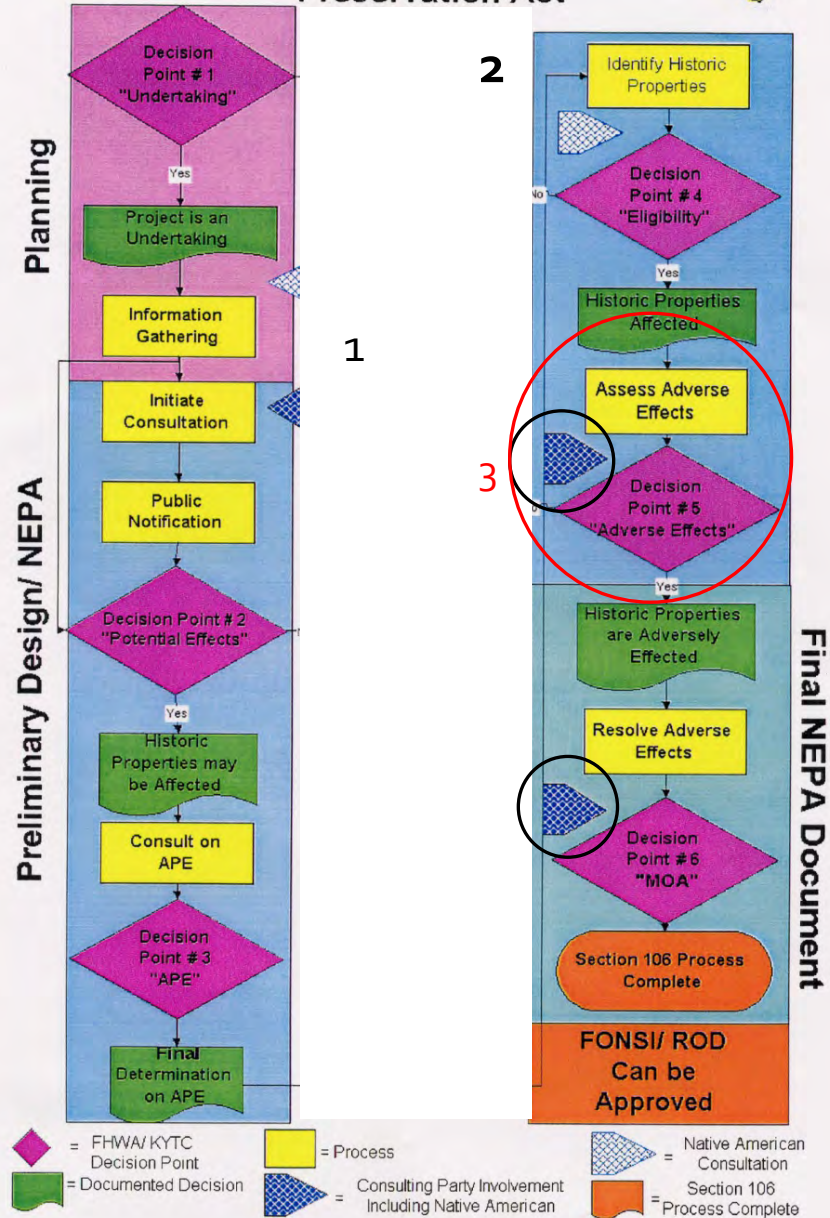 Preservation Act
Planning
Preliminary Design/ NEPA
Decision
Point # 1
"Undertaking"
Yes
Project is an
Undertaking
Information
Gathering
Initiate
Consultation
Public
Notification
Decision Point # 2
"Potential Effects"
Yes
Historic
Properties may
be Affected
Consult on
APE
Decision
Point # 3
"APE"
Final
Determination
on APE
1
2
Identify Historic
Properties
Decision
Point # 4
"Eligibility"
No
Yes
Historic Properties
Affected
Assess Adverse
Effects
3
Decision
Point # 5
"Adverse Effects"
Yes
Historic Properties
are Adversely
Effected
Resolve Adverse
Effects
Decision
Point # 6
"MOA"
Section 106 Process
Complete
FONSI/ ROD
Can be
Approved
Final NEPA Document
= FHWA/ KYTC
Decision Point
= Process
= Native American
Consultation
= Documented Decision
= Consulting Party Involvement
Including Native American
= Section 106
Process Complete